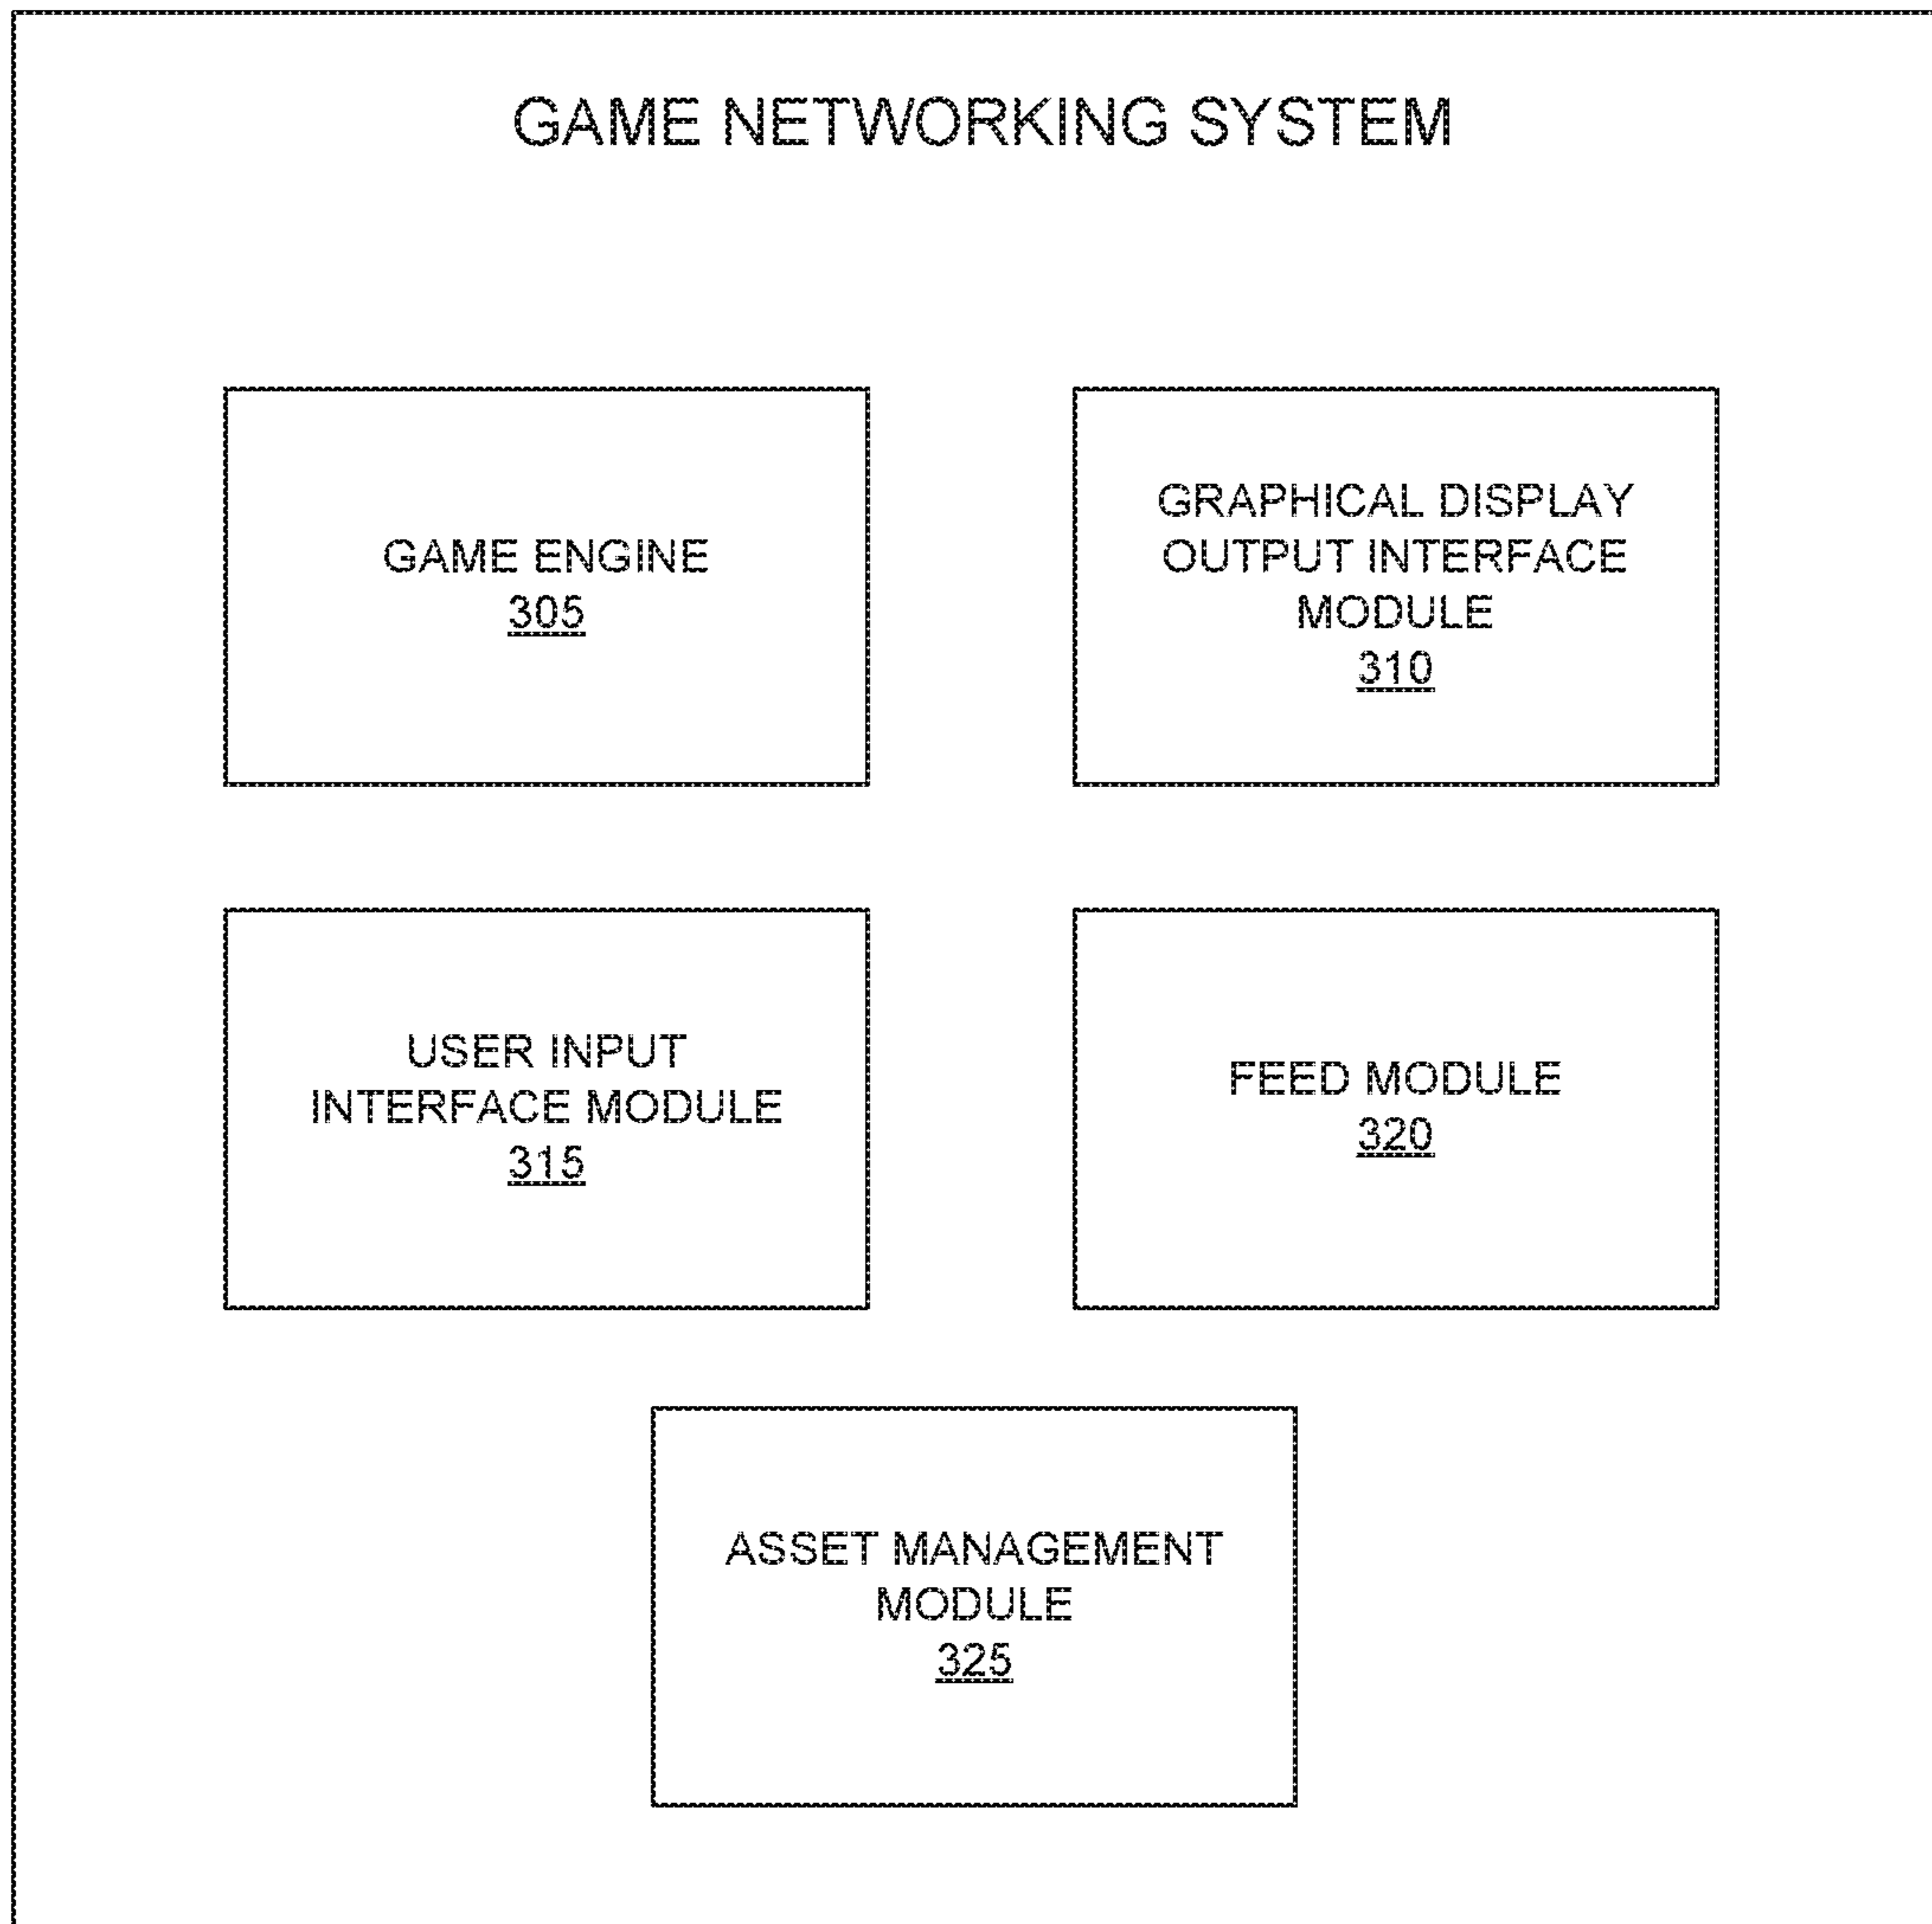 GAME NETWORKING SYSTEM
GAME ENGINE
305
GRAPHICAL DISPLAY
OUTPUT INTERFACE
MODULE
310
USER INPUT
INTERFACE MODULE
315
FEED MODULE
320
ASSET MANAGEMENT
MODULE
325